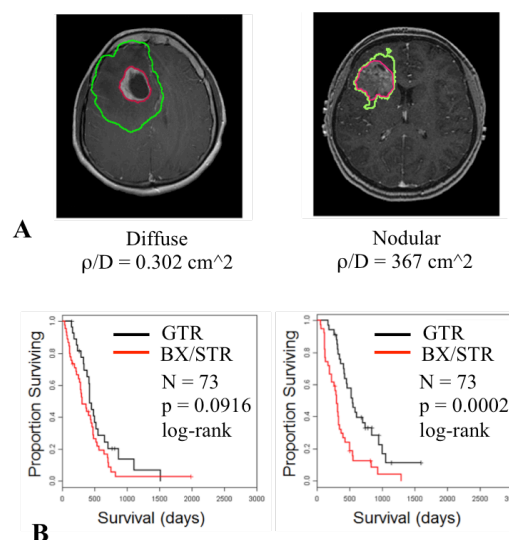 A
Diffuse
ρ/D = 0.302 cm^2
Nodular
ρ/D = 367 cm^2
Proportion Surviving
0.0 0.2 0.4 0.6 0.8 1.0
GTR
BX/STR
N = 73
p = 0.0916
log-rank
0 500 1000 1500 2000 2500 3000
Survival (days)
Proportion Surviving
0.0 0.2 0.4 0.6 0.8 1.0
GTR
BX/STR
N = 73
p = 0.0002
log-rank
0 500 1000 1500 2000 2500
Survival (days)
B